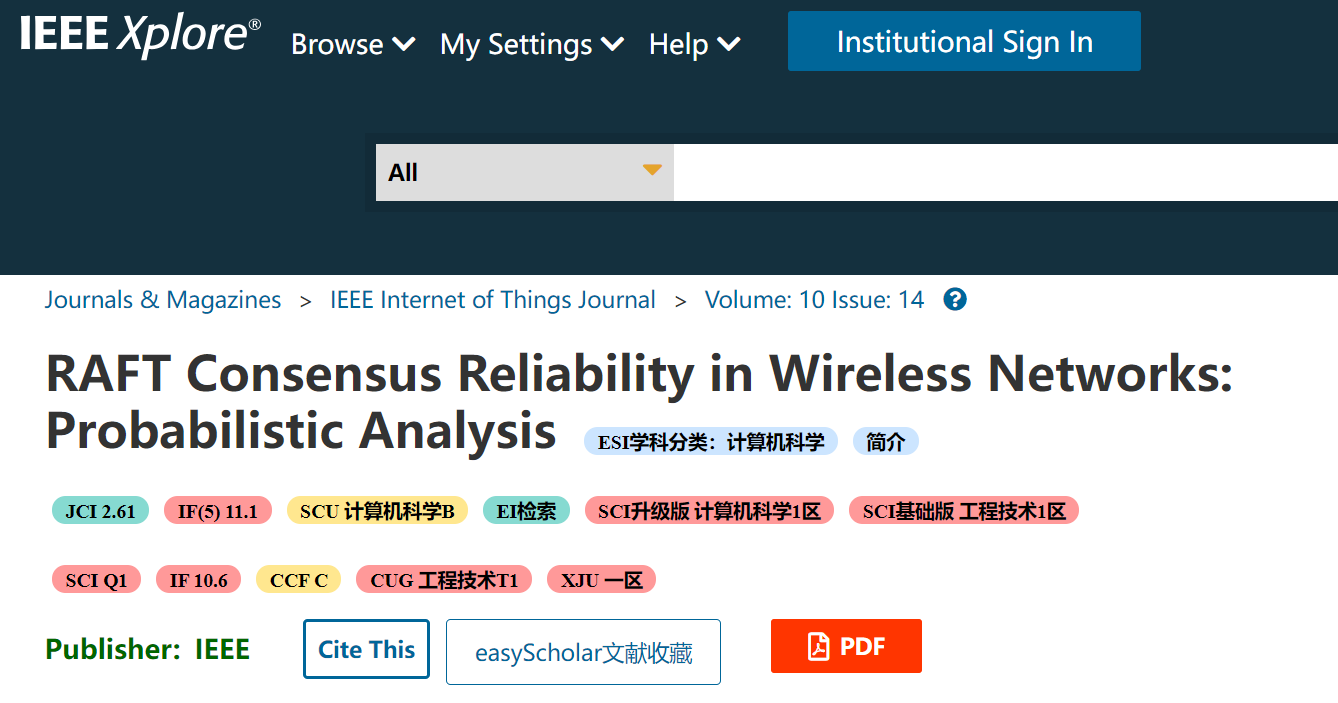 IEEE Xplore® Browse My Settings Help Institutional Sign In
All
Journals & Magazines > IEEE Internet of Things Journal > Volume: 10 Issue: 14 ?
RAFT Consensus Reliability in Wireless Networks:
Probabilistic Analysis ESI学科分类：计算机科学 简介
JCI 2.61 IF(5) 11.1 SCU 计算机科学B EI检索 SCI升级版 计算机科学1区 SCI基础版 工程技术1区
SCI Q1 IF 10.6 CCF C CUG 工程技术T1 XJU 一区
Publisher: IEEE Cite This easyScholar文献收藏 PDF